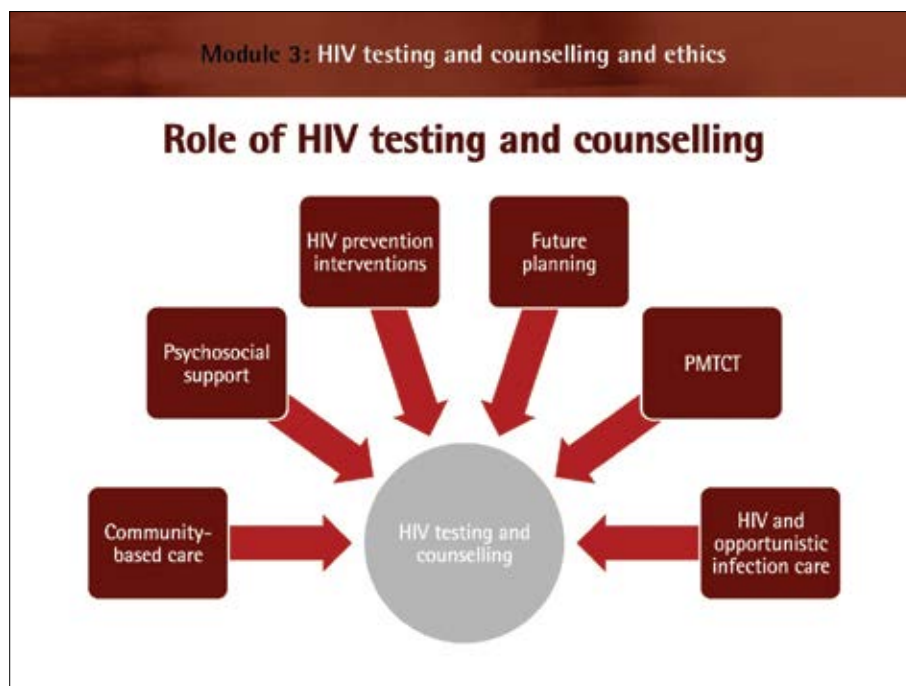 Module 3: HIV testing and counselling and ethics
Role of HIV testing and counselling
HIV prevention
interventions
Future
planning
Psychosocial
support
PMTCT
Community-
based care
HIV testing and
counselling
HIV and
opportunistic
infection care